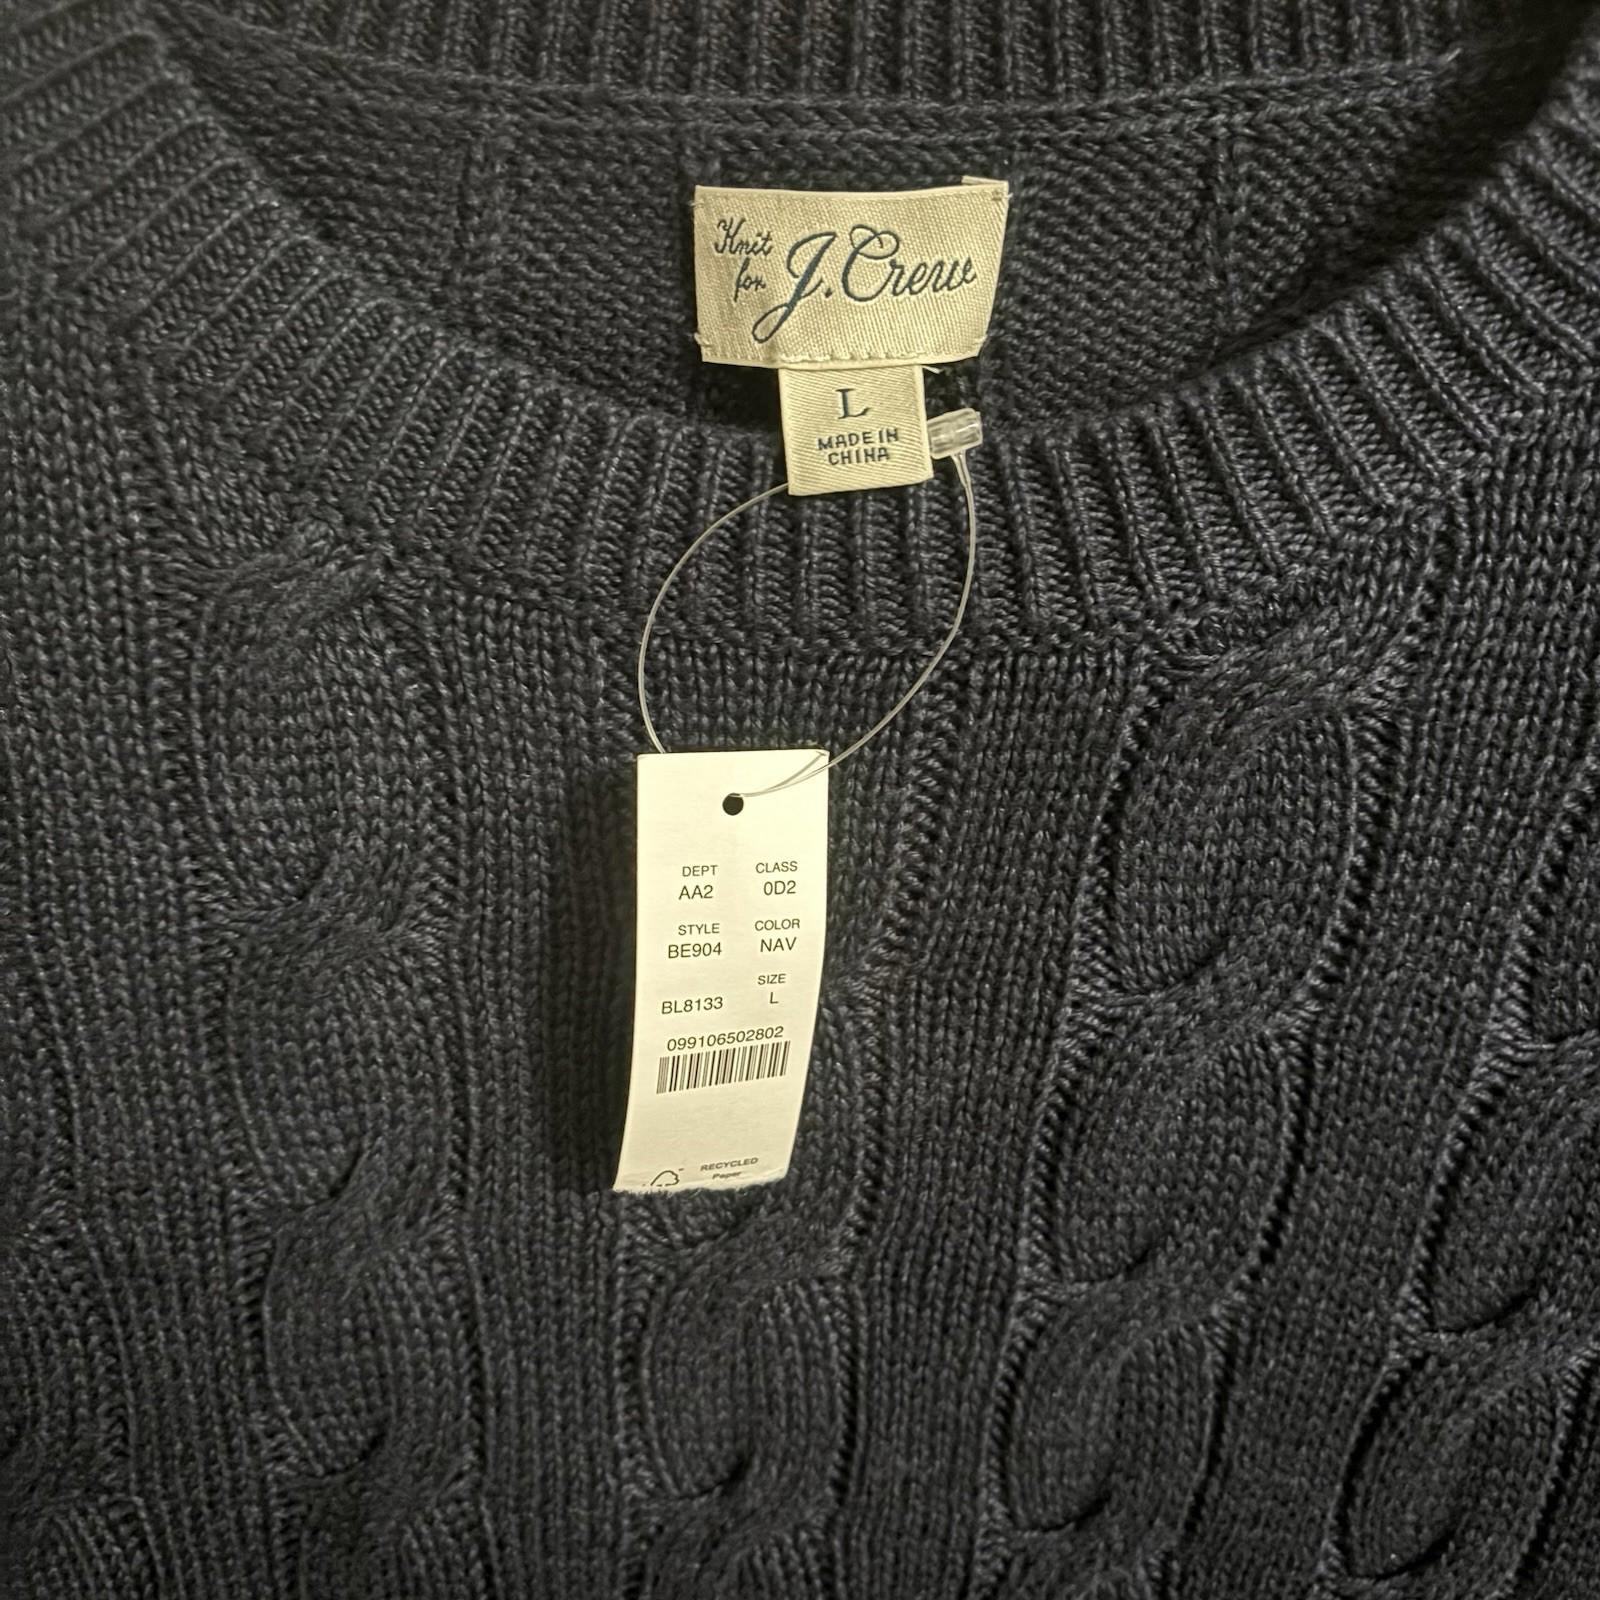 Knit
for J.Crew
L
MADE IN
CHINA
DEPT CLASS
AA2 0D2
STYLE COLOR
BE904 NAV
SIZE
BL8133 L
099106502802
RECYCLED
Paper